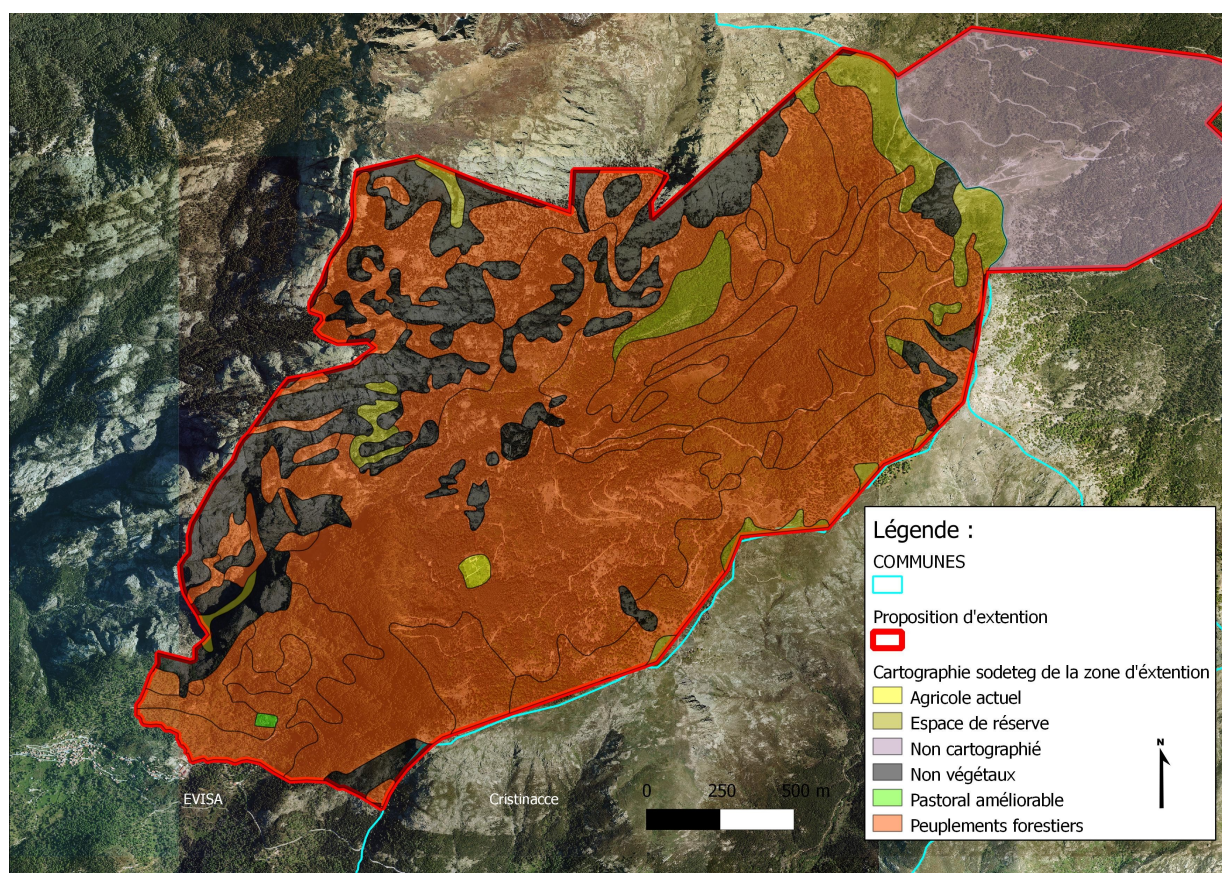 EVISA
Cristinacce
0 250 500 m
Légende :
COMMUNES
Proposition d'extention
Cartographie sodeteg de la zone d'éxtention
Agricole actuel
Espace de réserve
Non cartographié
Non végétaux
Pastoral améliorable
Peuplements forestiers
N